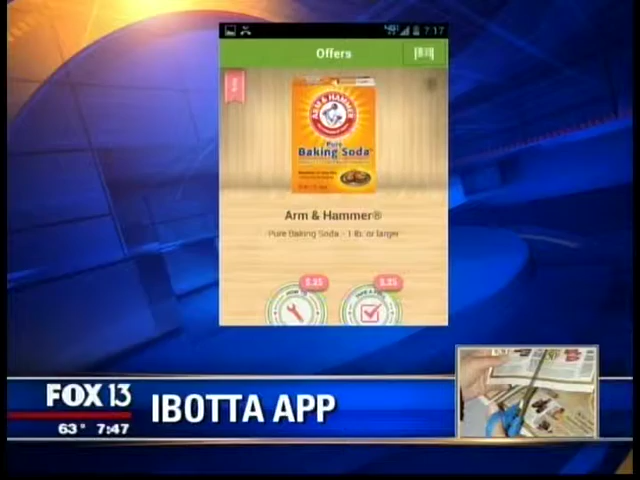 7:17
Offers
ARM & HAMMER
Pure
Baking Soda
Arm & Hammer®
Pure Baking Soda - 1 lb. or larger
$.25 $.25
FOX 13 IBOTTA APP
63° 7:47